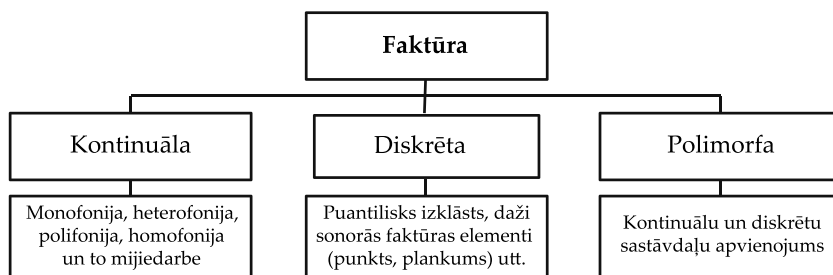 Faktūra
Kontinuāla
Diskrēta
Polimorfa
Monofonija, heterofonija,
polifonija, homofonija
un to mijiedarbe
Puantilisks izklāsts, daži
sonorās faktūras elementi
(punkts, plankums) utt.
Kontinuālu un diskrētu
sastāvdaļu apvienojums